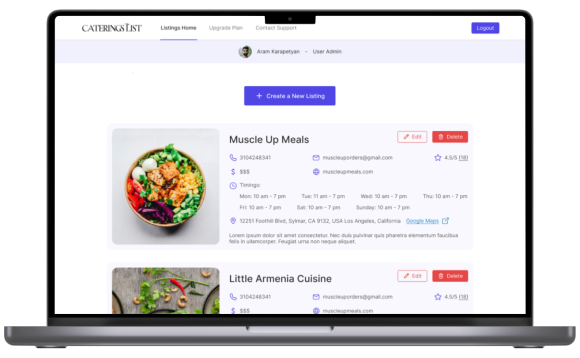 CATERINGSLIST Listings Home Upgrade Plan Contact Support Logout
Aram Karapetyan - User Admin
+ Create a New Listing
Muscle Up Meals Edit Delete
3104248341 muscleuporders@gmail.com 4.5/5 (18)
$$$ muscleupmeals.com
Timings:
Mon: 10 am - 7 pm Tue: 11 am - 7 pm Wed: 10 am - 7 pm Thu: 10 am - 7 pm
Fri: 10 am - 7 pm Sat: 10 am - 7 pm Sunday: 10 am - 7 pm
12251 Foothill Blvd, Sylmar, CA 9132, USA Los Angeles, California Google Maps
Lorem ipsum dolor sit amet consectetur. Nec duis pulvinar quis pharetra elementum faucibus
felis in ullamcorper. Feugiat urna non neque aliquet.
Little Armenia Cuisine Edit Delete
3104248341 muscleuporders@gmail.com 4.5/5 (18)
$$$ muscleupmeals.com